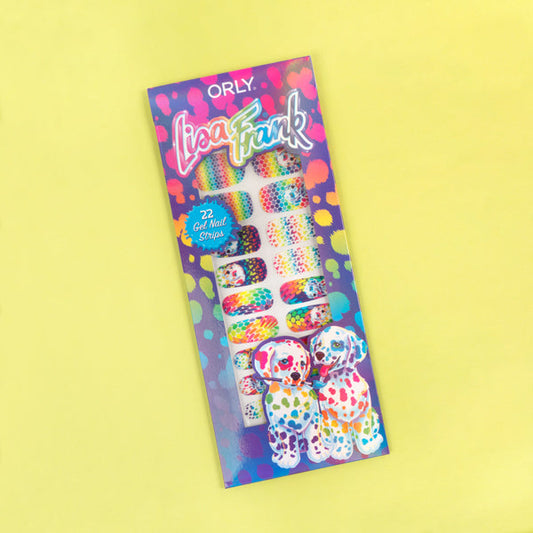 ORLY
Lisa Frank
22
Gel Nail
Strips